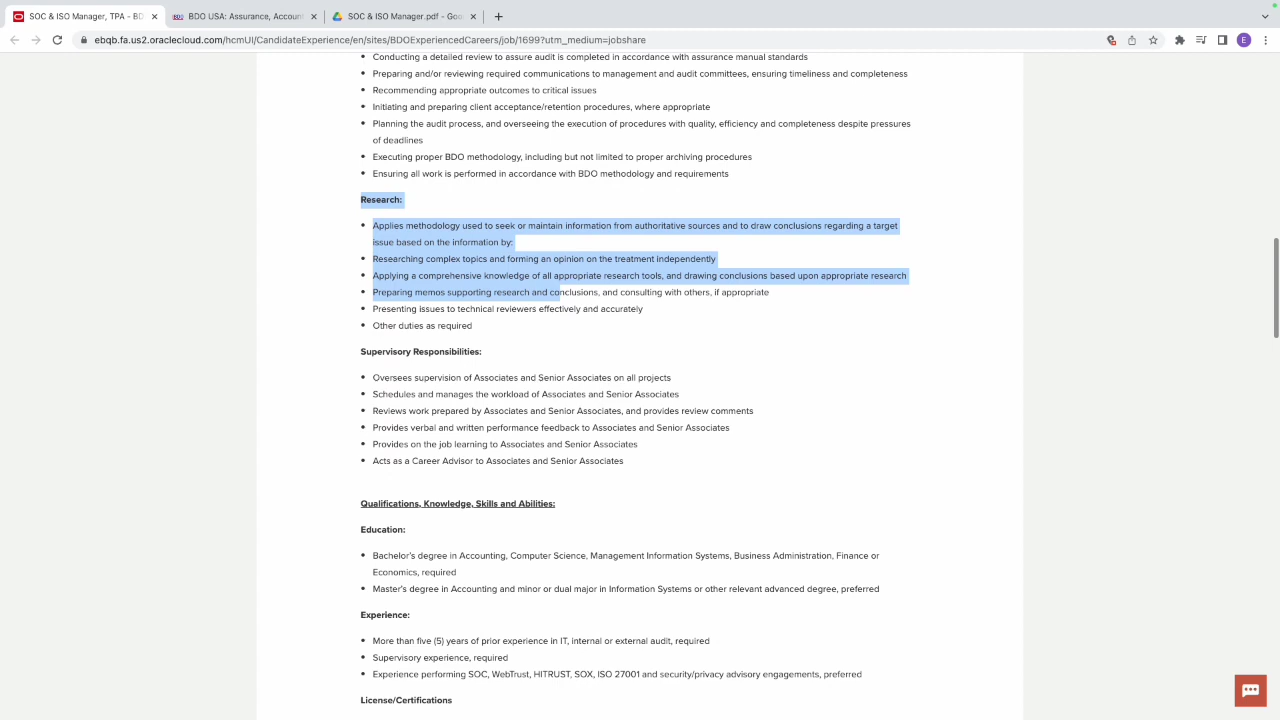 SOC & ISO Manager, TPA - BD
BDO USA: Assurance, Account
SOC & ISO Manager.pdf - Goo
ebqb.fa.us2.oraclecloud.com/hcmUI/CandidateExperience/en/sites/BDOExperiencedCareers/job/1699?utm_medium=jobshare
E
Conducting a detailed review to assure audit is completed in accordance with assurance manual standards
Preparing and/or reviewing required communications to management and audit committees, ensuring timeliness and completeness
Recommending appropriate outcomes to critical issues
Initiating and preparing client acceptance/retention procedures, where appropriate
Planning the audit process, and overseeing the execution of procedures with quality, efficiency and completeness despite pressures
of deadlines
Executing proper BDO methodology, including but not limited to proper archiving procedures
Ensuring all work is performed in accordance with BDO methodology and requirements
Research:
Applies methodology used to seek or maintain information from authoritative sources and to draw conclusions regarding a target
issue based on the information by:
Researching complex topics and forming an opinion on the treatment independently
Applying a comprehensive knowledge of all appropriate research tools, and drawing conclusions based upon appropriate research
Preparing memos supporting research and conclusions, and consulting with others, if appropriate
Presenting issues to technical reviewers effectively and accurately
Other duties as required
Supervisory Responsibilities:
Oversees supervision of Associates and Senior Associates on all projects
Schedules and manages the workload of Associates and Senior Associates
Reviews work prepared by Associates and Senior Associates, and provides review comments
Provides verbal and written performance feedback to Associates and Senior Associates
Provides on the job learning to Associates and Senior Associates
Acts as a Career Advisor to Associates and Senior Associates
Qualifications, Knowledge, Skills and Abilities:
Education:
Bachelor's degree in Accounting, Computer Science, Management Information Systems, Business Administration, Finance or
Economics, required
Master's degree in Accounting and minor or dual major in Information Systems or other relevant advanced degree, preferred
Experience:
More than five (5) years of prior experience in IT, internal or external audit, required
Supervisory experience, required
Experience performing SOC, WebTrust, HITRUST, SOX, ISO 27001 and security/privacy advisory engagements, preferred
License/Certifications